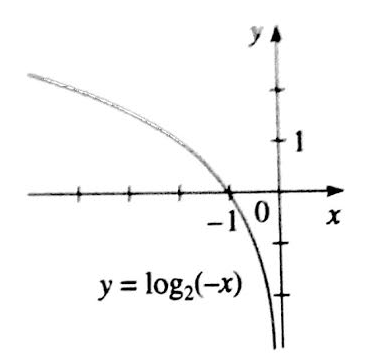 y
1
-1 0 x
y = log₂(-x)